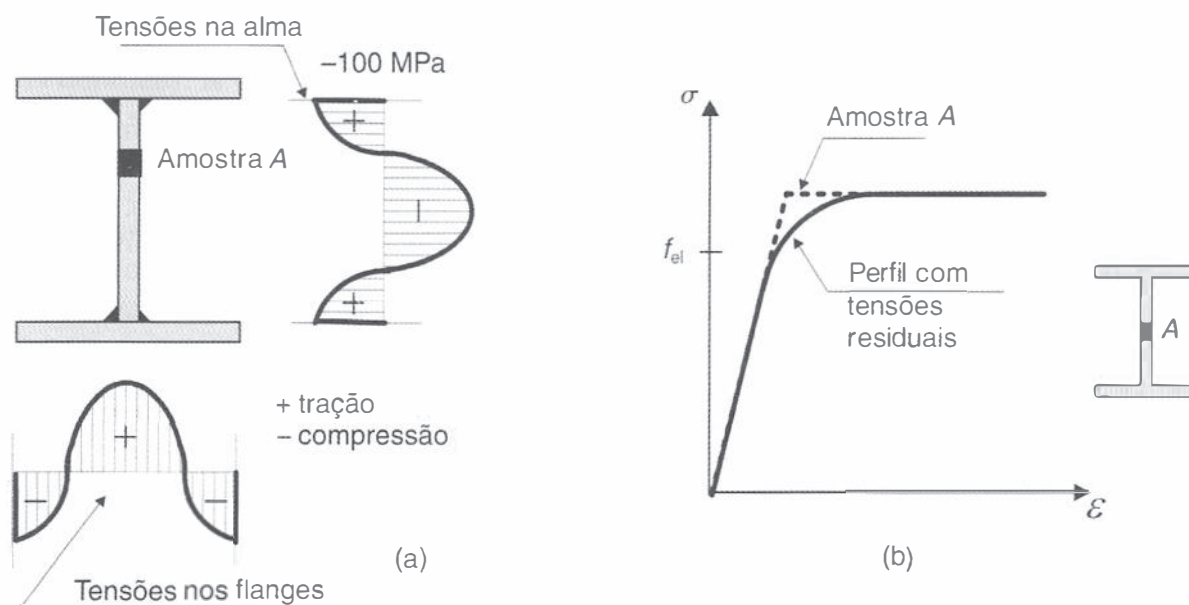 Tensões na alma
–100 MPa
+
Amostra A
–
+
+ tração
– compressão
+
–
–
(a)
Tensões nos flanges
σ
Amostra A
f_el
Perfil com
tensões
residuais
A
ε
(b)